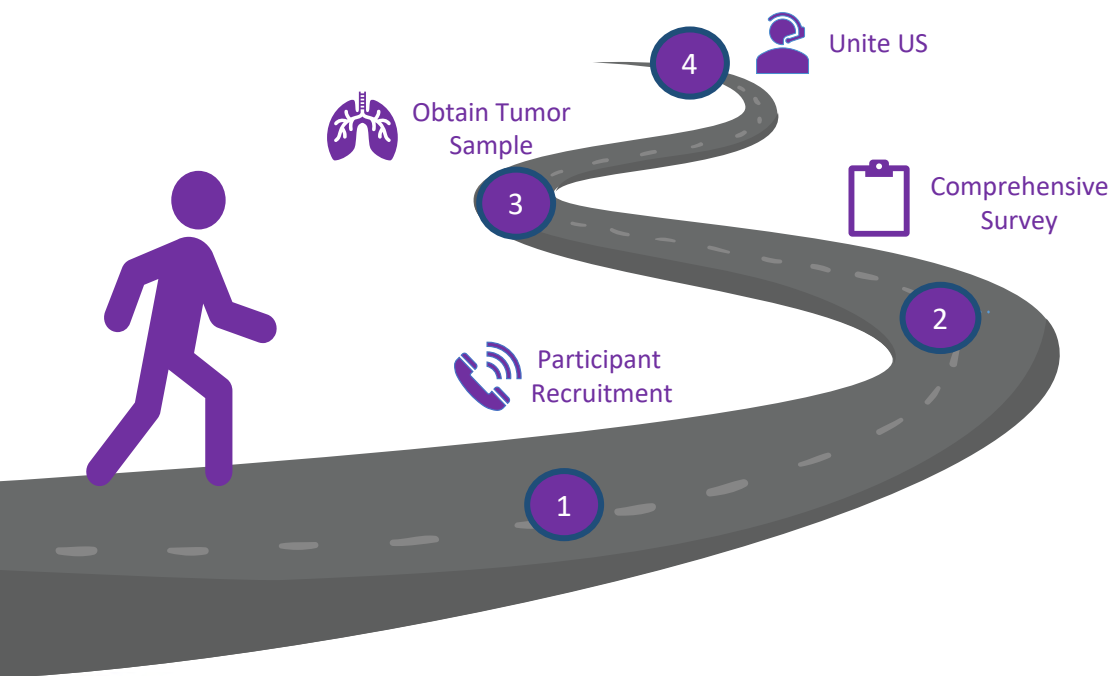 4
Unite US
Obtain Tumor
Sample
3
Comprehensive
Survey
2
Participant
Recruitment
1